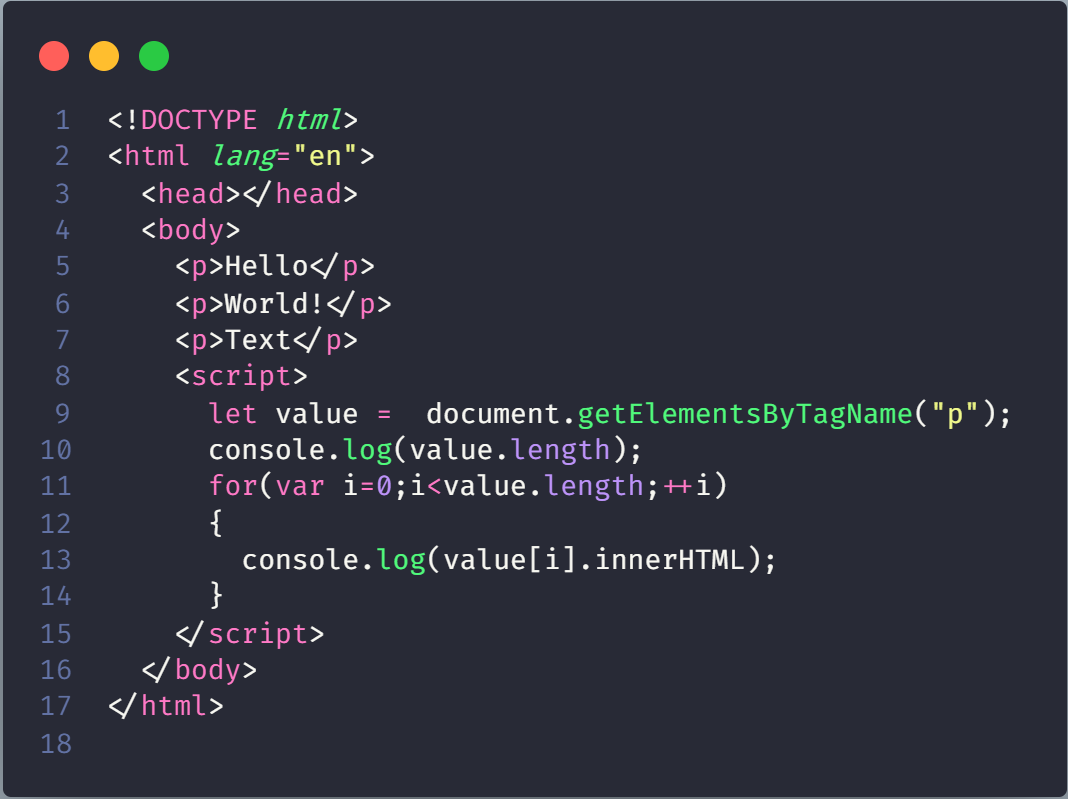 1 <!DOCTYPE html>
2 <html lang="en">
3   <head></head>
4   <body>
5     <p>Hello</p>
6     <p>World!</p>
7     <p>Text</p>
8     <script>
9       let value =  document.getElementsByTagName("p");
10       console.log(value.length);
11       for(var i=0;i<value.length;++i)
12       {
13         console.log(value[i].innerHTML);
14       }
15     </script>
16   </body>
17 </html>
18